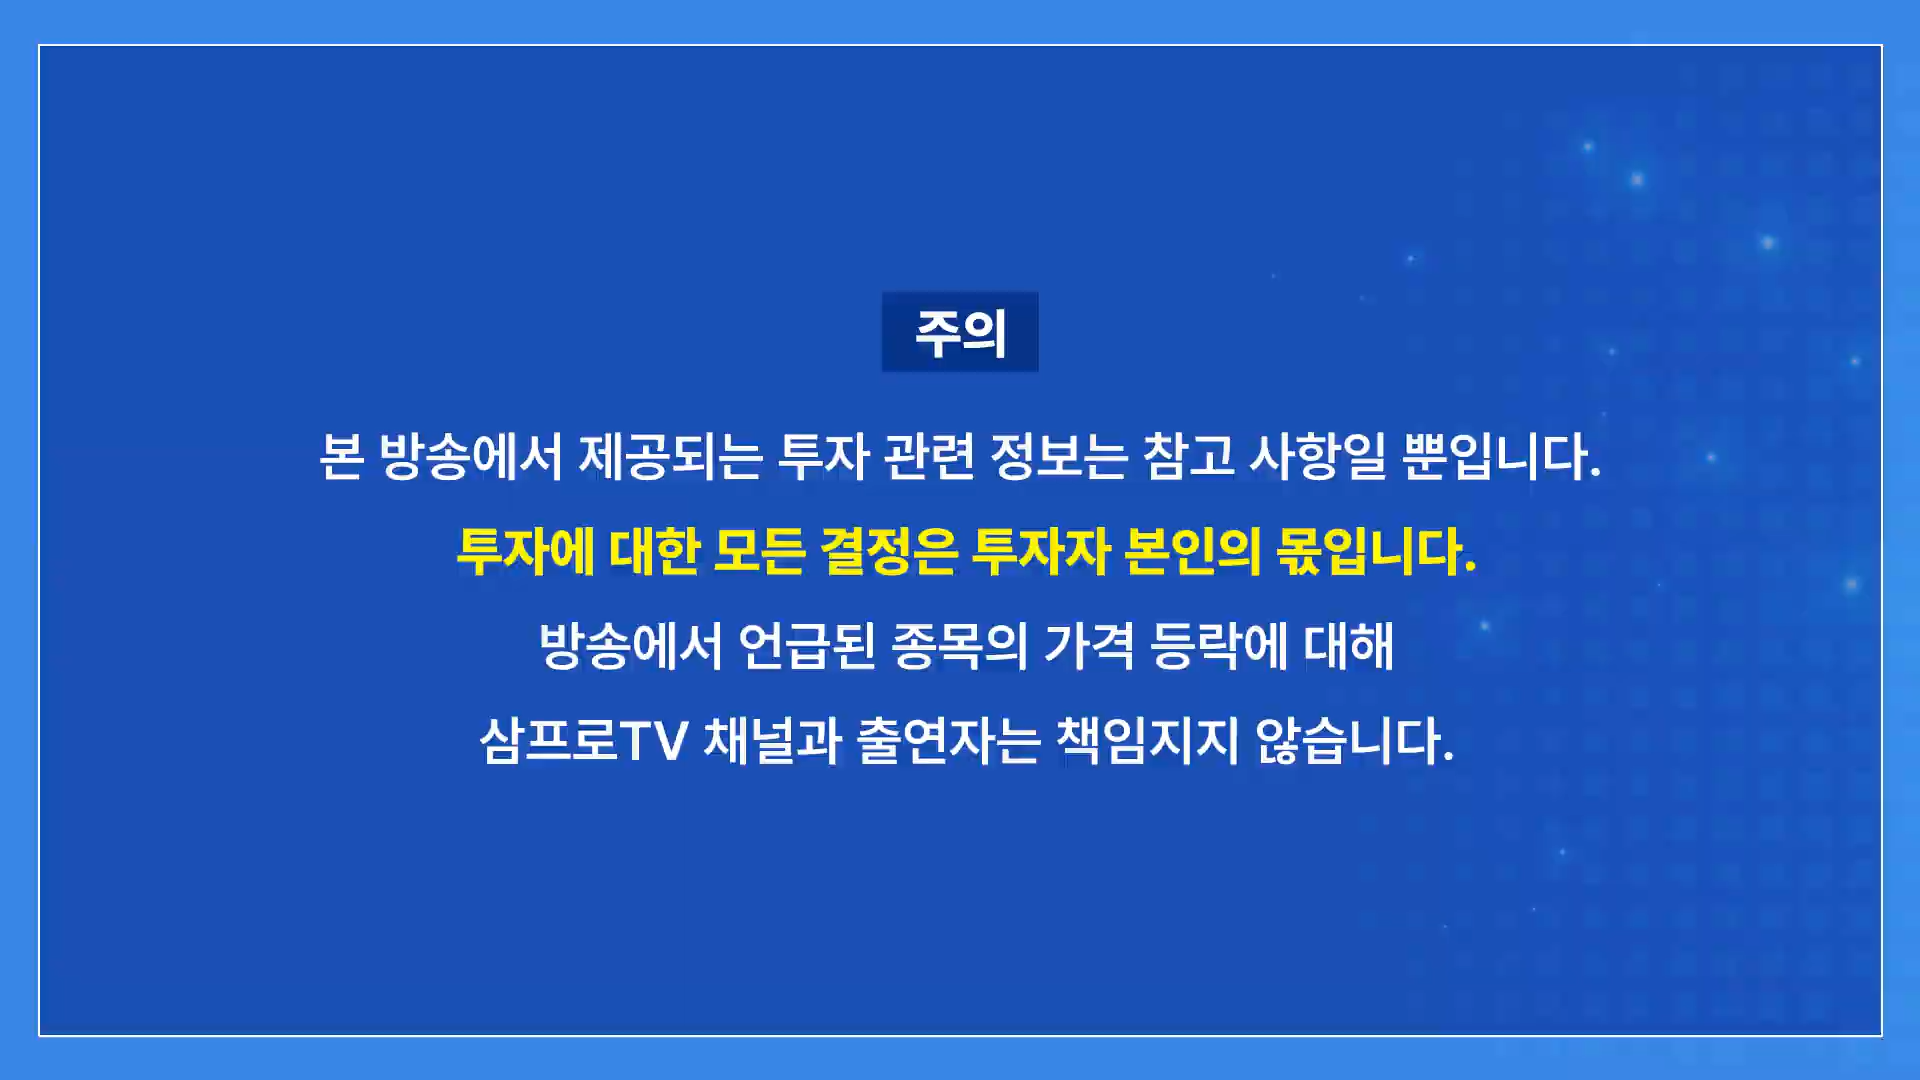 주의
본 방송에서 제공되는 투자 관련 정보는 참고 사항일 뿐입니다.
투자에 대한 모든 결정은 투자자 본인의 몫입니다.
방송에서 언급된 종목의 가격 등락에 대해
삼프로TV 채널과 출연자는 책임지지 않습니다.